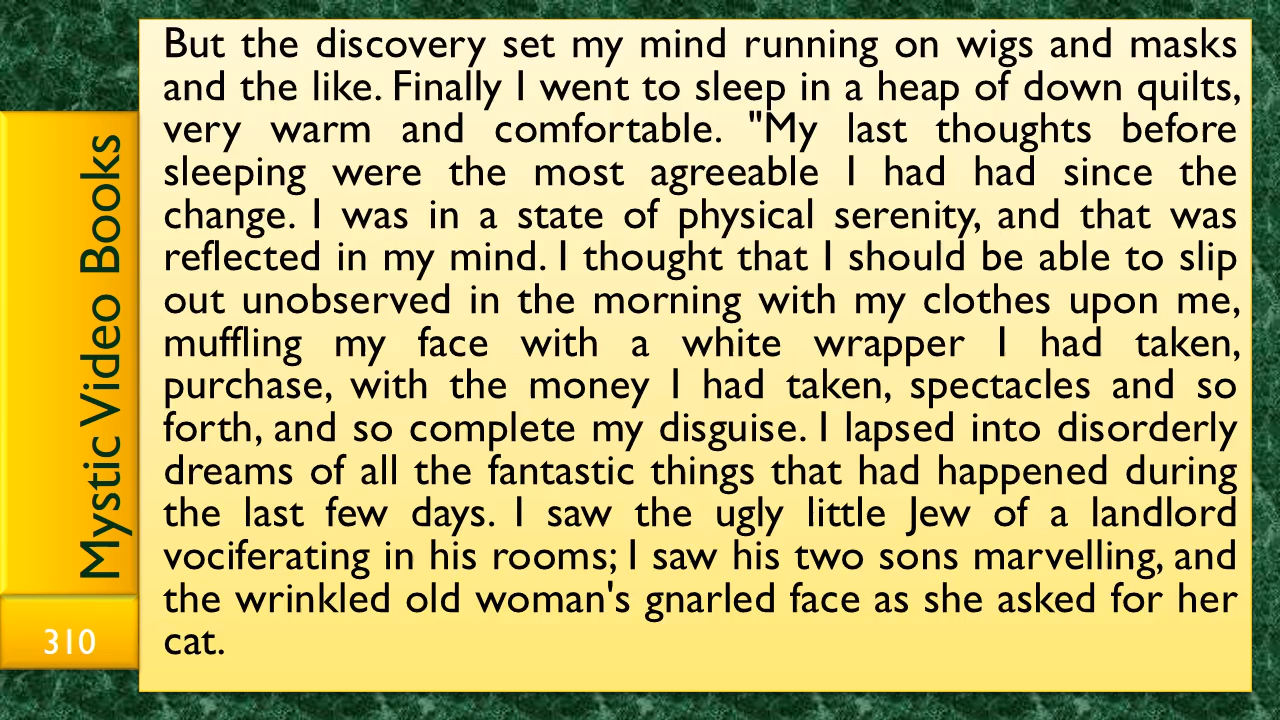 But the discovery set my mind running on wigs and masks
and the like. Finally I went to sleep in a heap of down quilts,
very warm and comfortable. "My last thoughts before
sleeping were the most agreeable I had had since the
change. I was in a state of physical serenity, and that was
reflected in my mind. I thought that I should be able to slip
out unobserved in the morning with my clothes upon me,
muffling my face with a white wrapper I had taken,
purchase, with the money I had taken, spectacles and so
forth, and so complete my disguise. I lapsed into disorderly
dreams of all the fantastic things that had happened during
the last few days. I saw the ugly little Jew of a landlord
vociferating in his rooms; I saw his two sons marvelling, and
the wrinkled old woman's gnarled face as she asked for her
cat.
Mystic Video Books
310